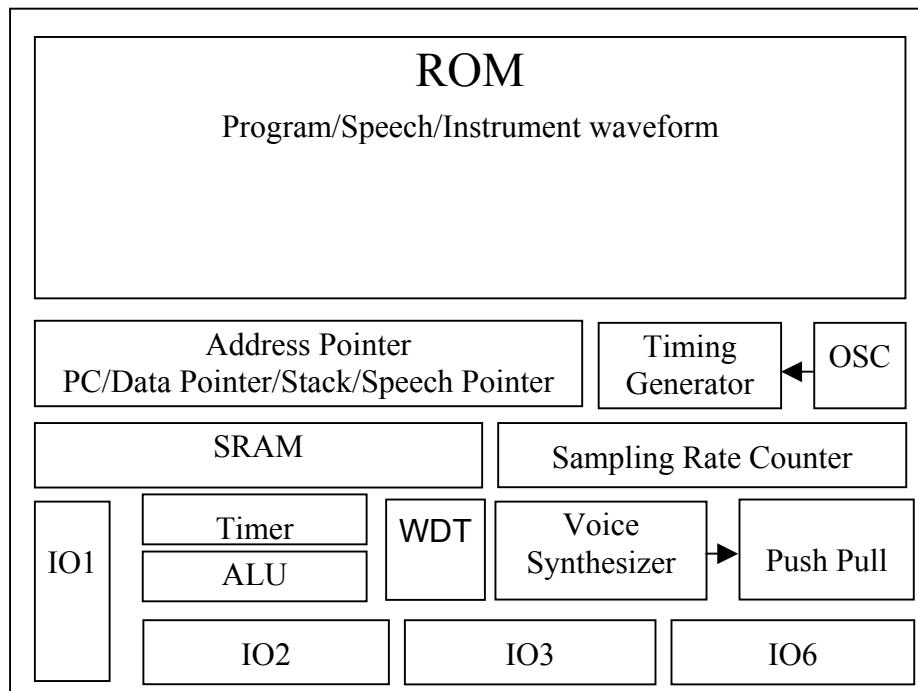 ROM
Program/Speech/Instrument waveform
Address Pointer
PC/Data Pointer/Stack/Speech Pointer
Timing
Generator
OSC
SRAM
Sampling Rate Counter
IO1
Timer
ALU
WDT
Voice
Synthesizer
Push Pull
IO2
IO3
IO6